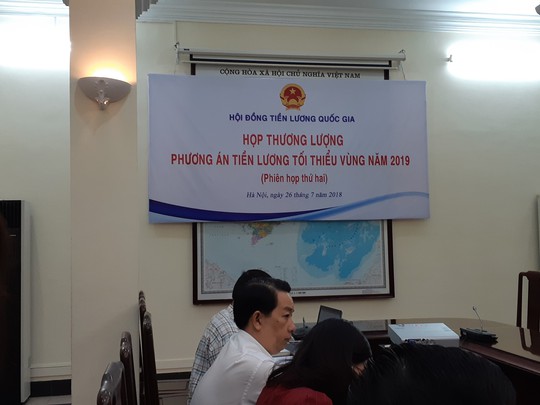 CỘNG HÒA XÃ HỘI CHỦ NGHĨA VIỆT NAM
HỘI ĐỒNG TIỀN LƯƠNG QUỐC GIA
HỌP THƯƠNG LƯỢNG
PHƯƠNG ÁN TIỀN LƯƠNG TỐI THIỂU VÙNG NĂM 2019
(Phiên họp thứ hai)
Hà Nội, ngày 26 tháng 7 năm 2018